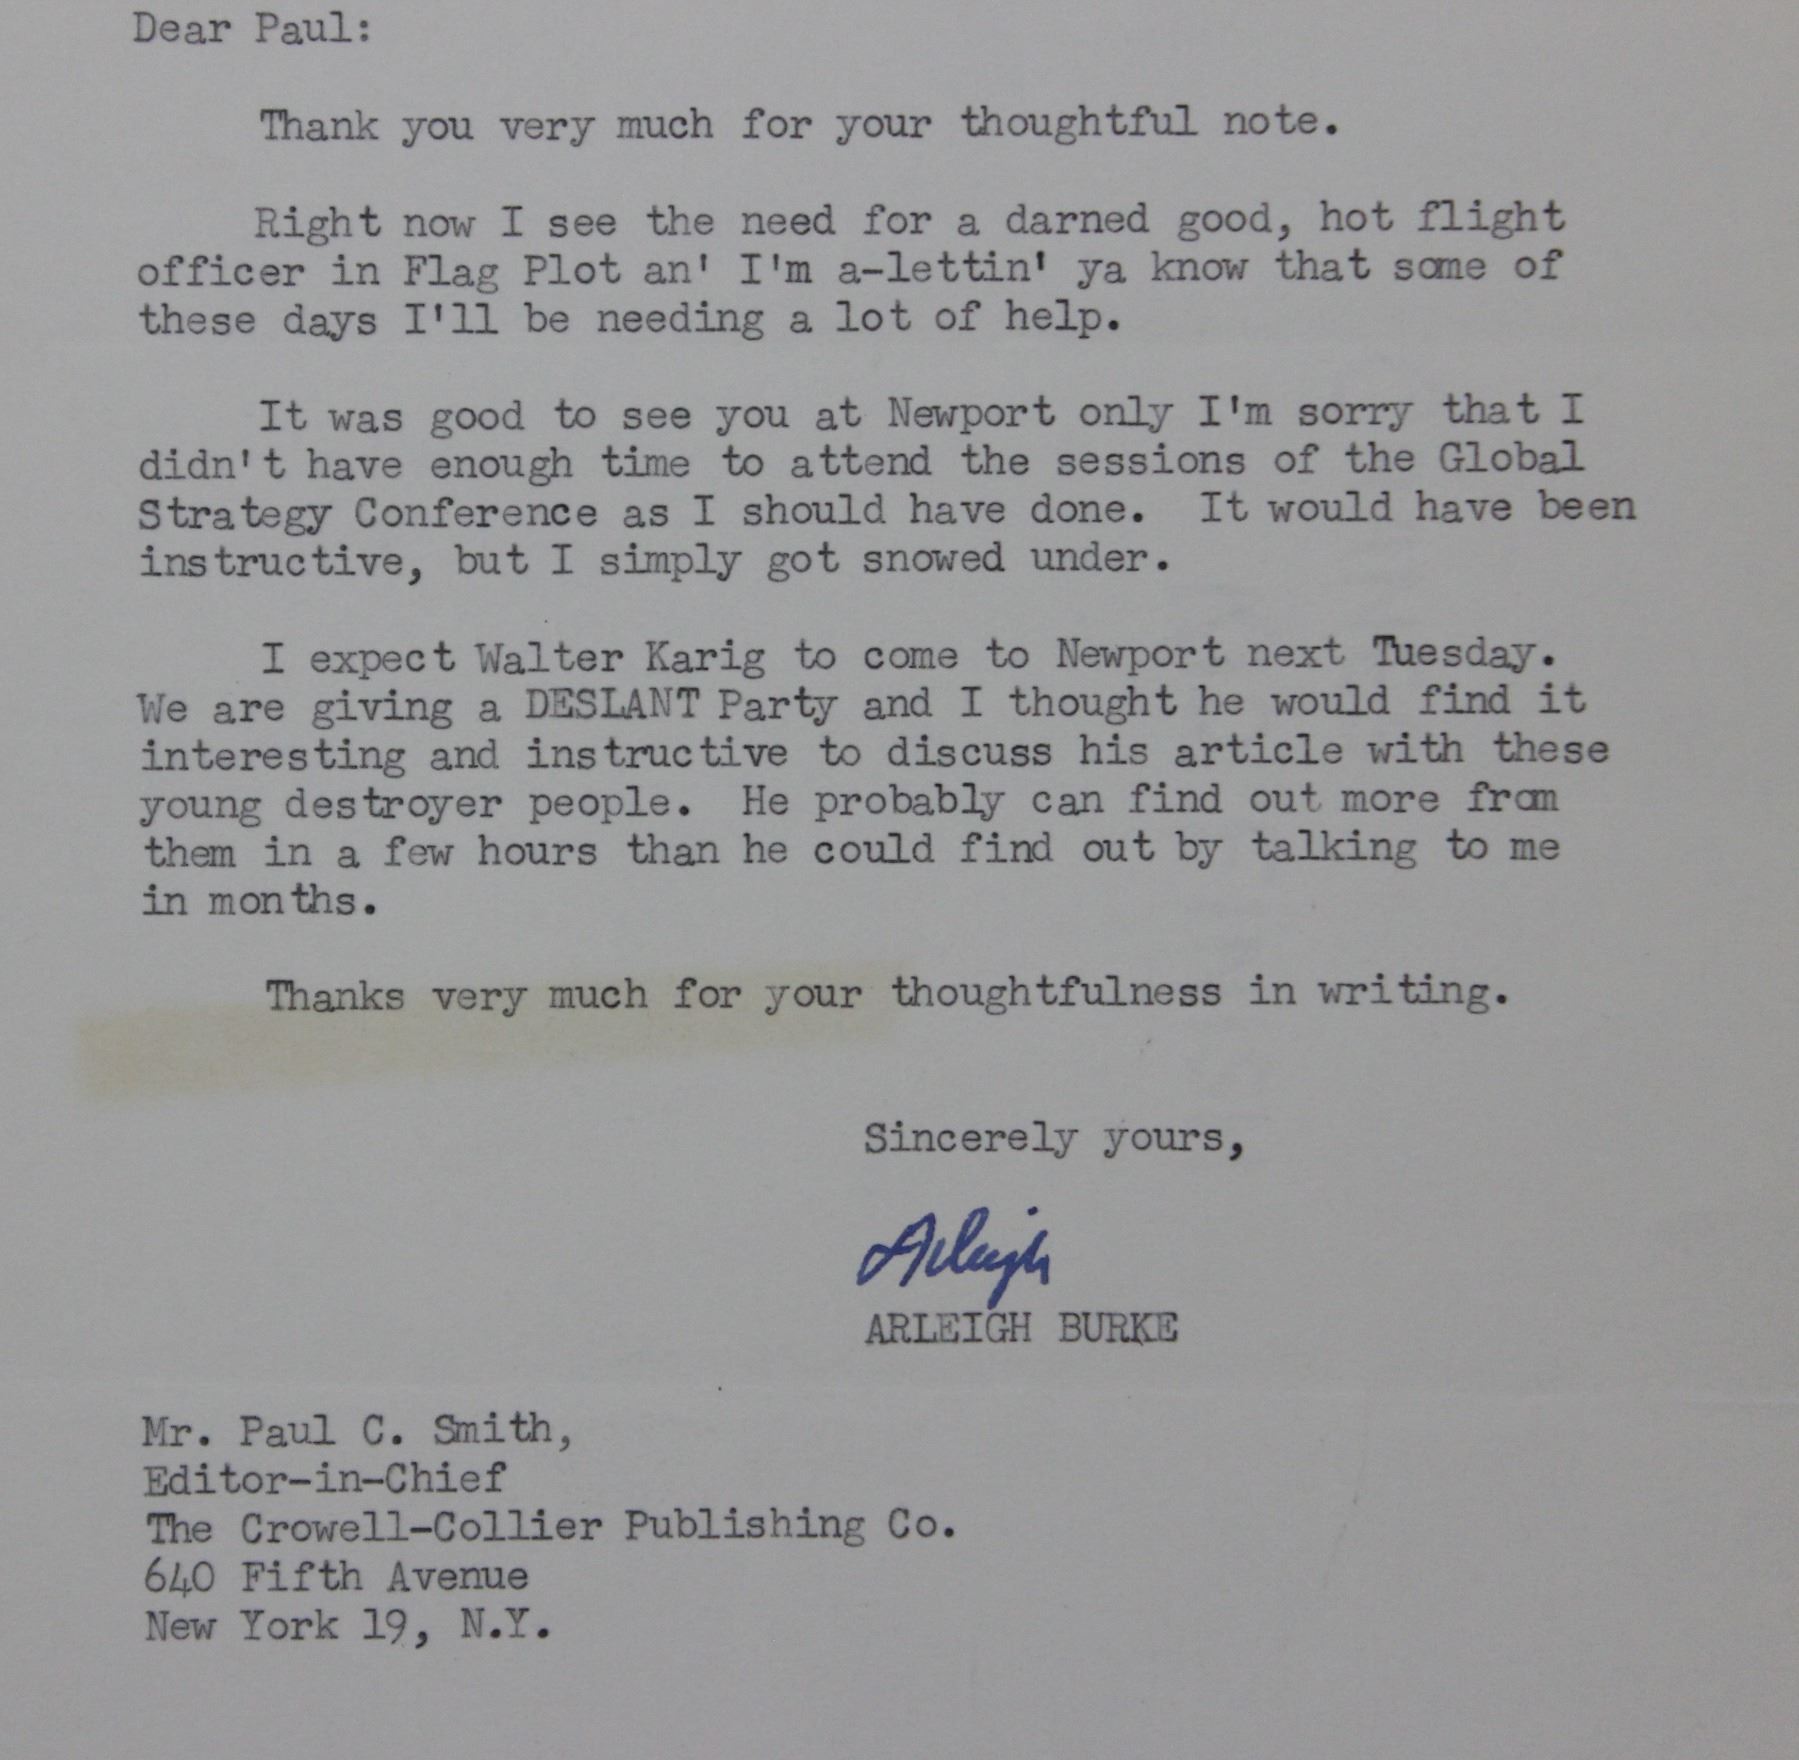 Dear Paul:
Thank you very much for your thoughtful note.
Right now I see the need for a darned good, hot flight
officer in Flag Plot an' I'm a-lettin' ya know that some of
these days I'll be needing a lot of help.
It was good to see you at Newport only I'm sorry that I
didn't have enough time to attend the sessions of the Global
Strategy Conference as I should have done. It would have been
instructive, but I simply got snowed under.
I expect Walter Karig to come to Newport next Tuesday.
We are giving a DESLANT Party and I thought he would find it
interesting and instructive to discuss his article with these
young destroyer people. He probably can find out more from
them in a few hours than he could find out by talking to me
in months.
Thanks very much for your thoughtfulness in writing.
Sincerely yours,
Arleigh
ARLEIGH BURKE
Mr. Paul C. Smith,
Editor-in-Chief
The Crowell-Collier Publishing Co.
640 Fifth Avenue
New York 19, N.Y.